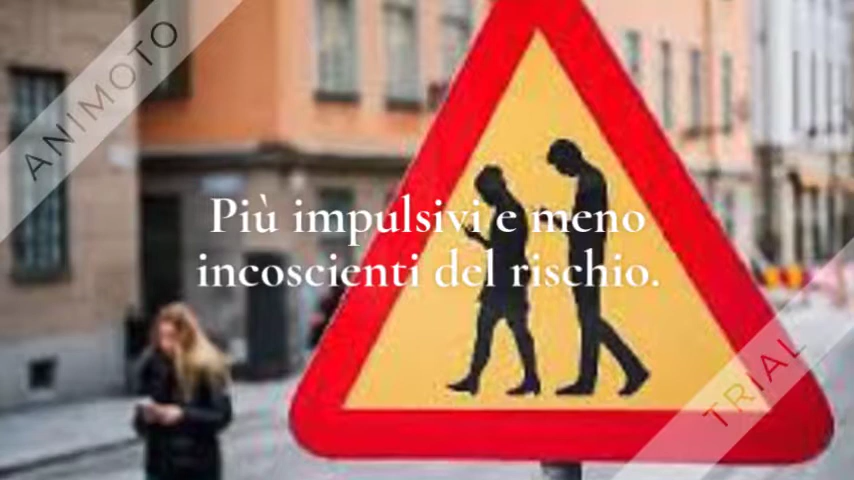 ANIMOTO
Più impulsivi e meno
incoscienti del rischio.
TRIAL